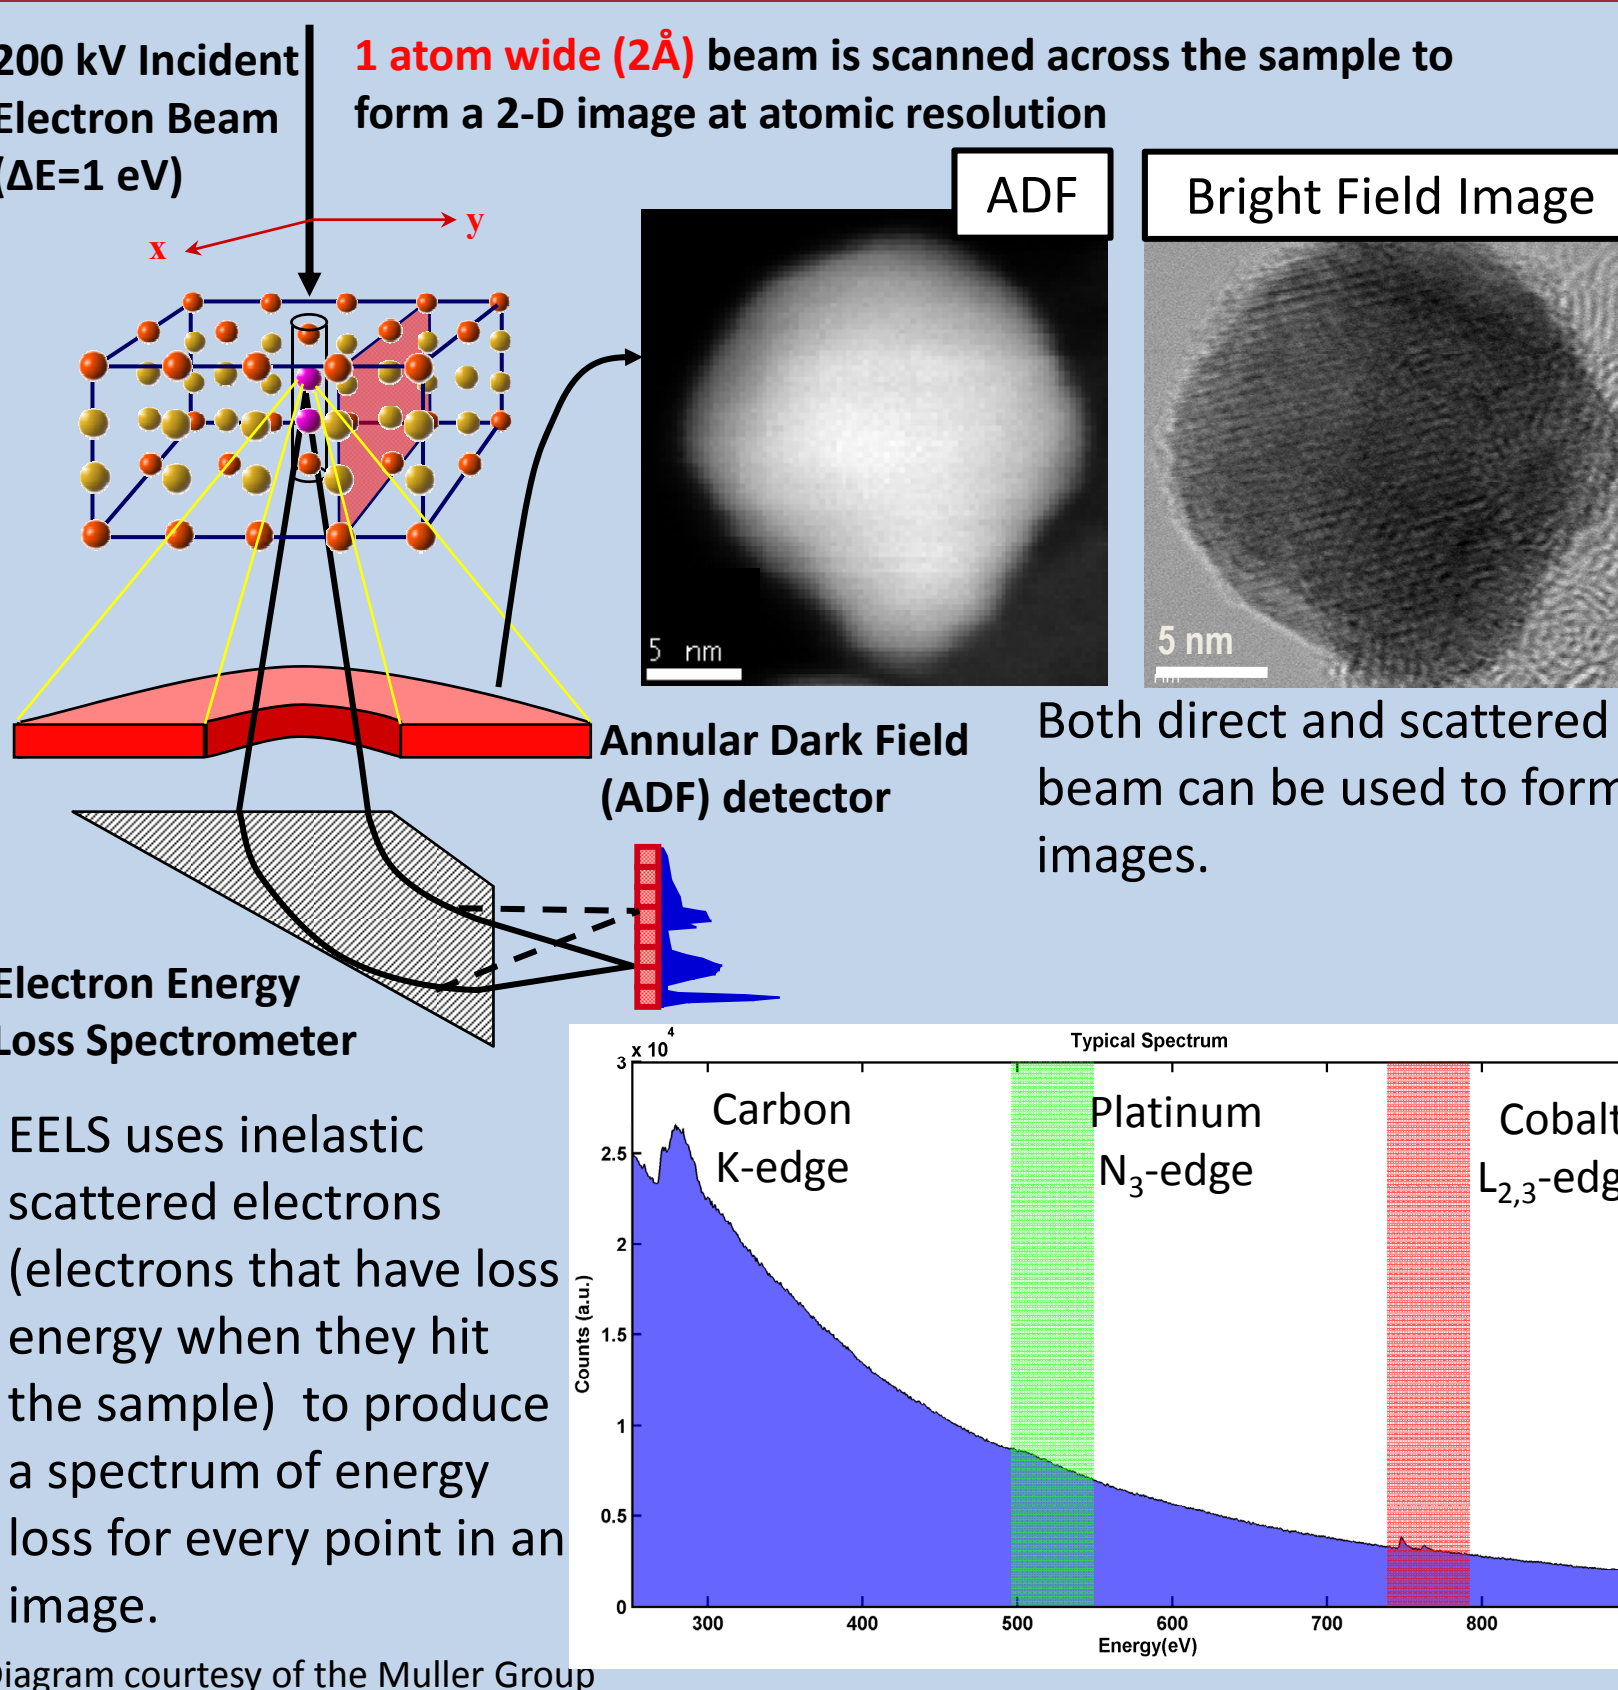 200 kV Incident
Electron Beam
(ΔE=1 eV)
1 atom wide (2Å) beam is scanned across the sample to
form a 2-D image at atomic resolution
x
y
ADF
Bright Field Image
5 nm
5 nm
Annular Dark Field
(ADF) detector
Both direct and scattered
beam can be used to form
images.
Electron Energy
Loss Spectrometer
EELS uses inelastic
scattered electrons
(electrons that have loss
energy when they hit
the sample) to produce
a spectrum of energy
loss for every point in an
image.
Typical Spectrum
x 10⁴
3
2.5
2
1.5
1
0.5
0
Counts (a.u.)
Carbon
K-edge
Platinum
N₃-edge
Cobalt
L₂,₃-edg
300 400 500 600 700 800
Energy(eV)
Diagram courtesy of the Muller Group